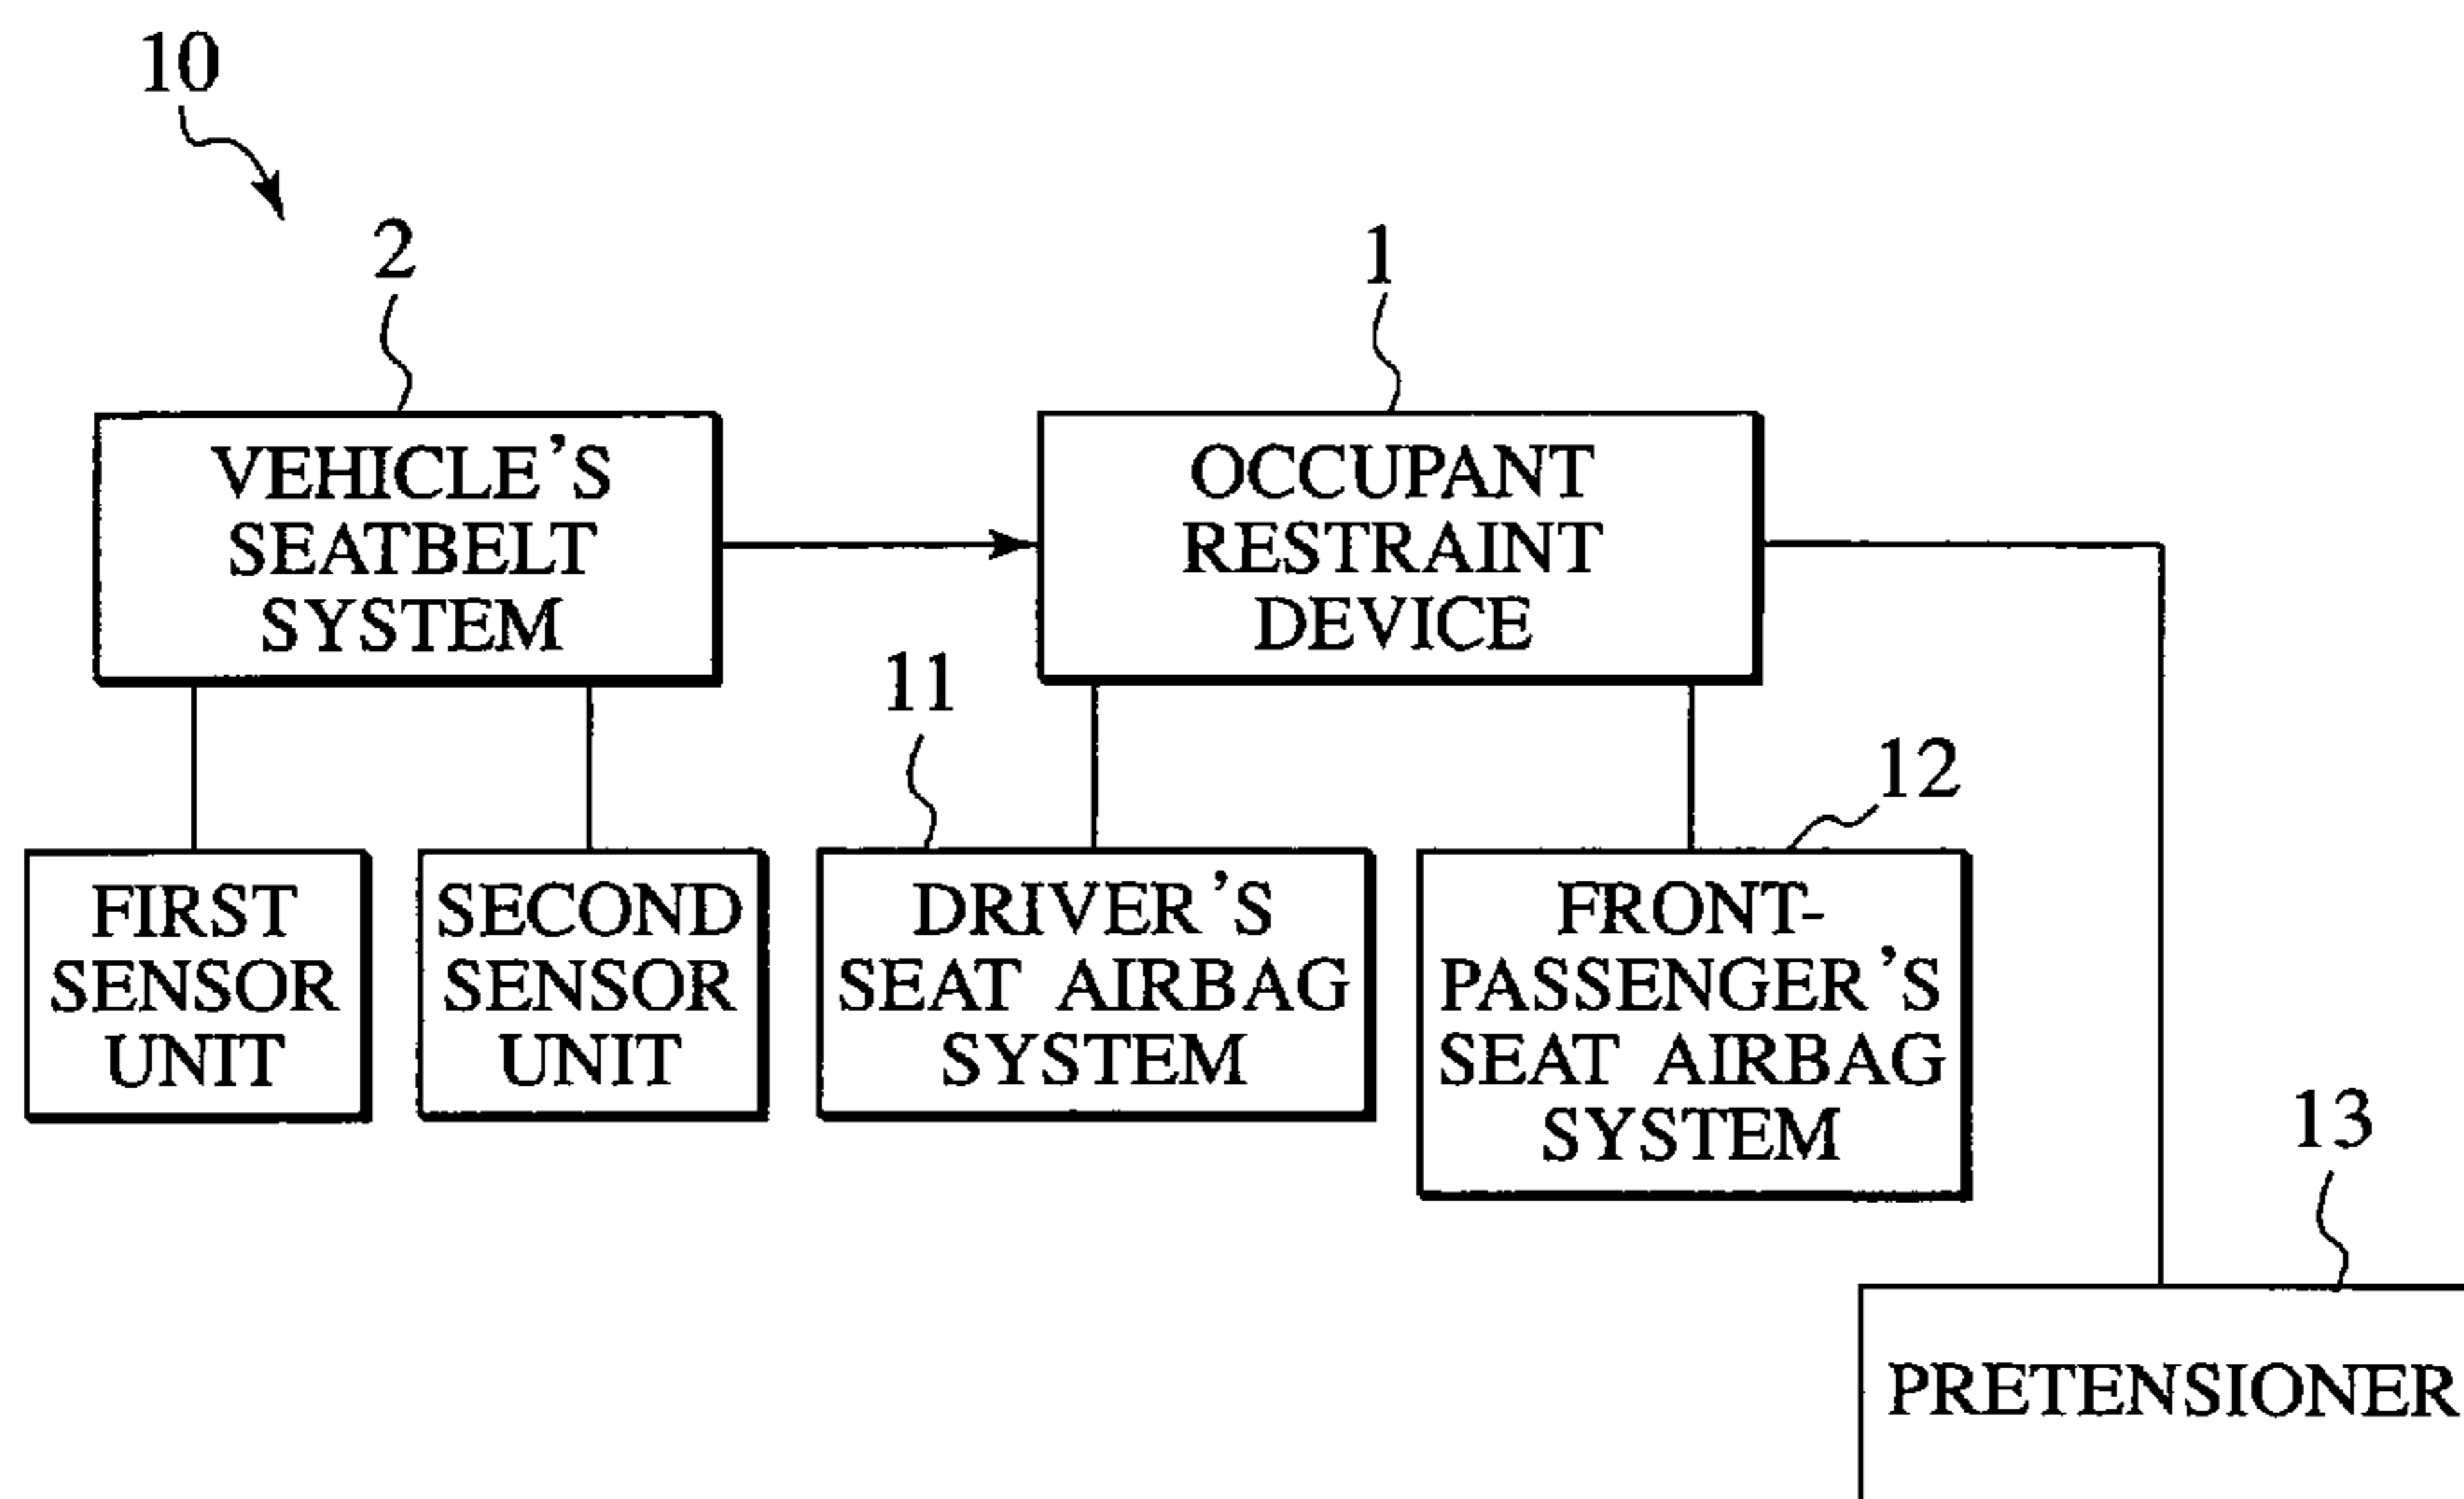 10
2
1
VEHICLE'S
SEATBELT
SYSTEM
OCCUPANT
RESTRAINT
DEVICE
11
12
FIRST
SENSOR
UNIT
SECOND
SENSOR
UNIT
DRIVER'S
SEAT AIRBAG
SYSTEM
FRONT-
PASSENGER'S
SEAT AIRBAG
SYSTEM
13
PRETENSIONER